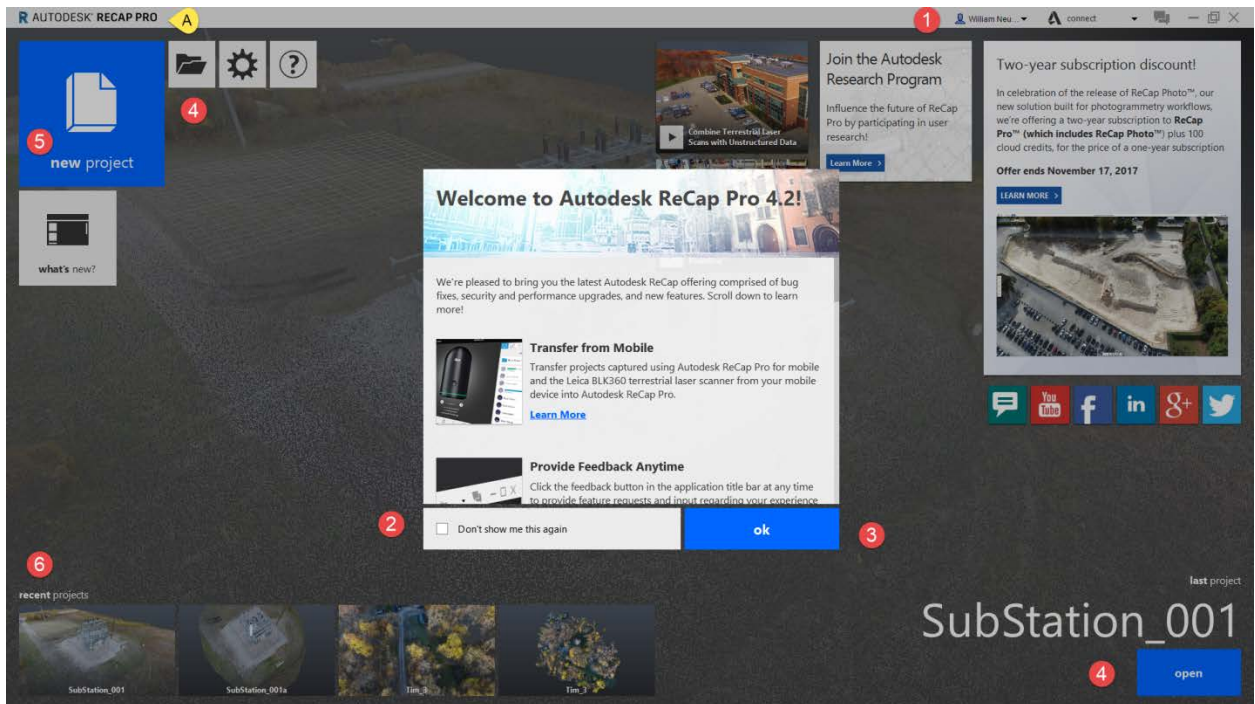 R AUTODESK® RECAP PRO
A
1
William Neu ...
connect
4
5
new project
what's new?
Combine Terrestrial Laser
Scans with Unstructured Data
Join the Autodesk
Research Program
Influence the future of ReCap
Pro by participating in user
research!
Learn More >
Two-year subscription discount!
In celebration of the release of ReCap Photo™, our
new solution built for photogrammetry workflows,
we're offering a two-year subscription to ReCap
Pro™ (which includes ReCap Photo™) plus 100
cloud credits, for the price of a one-year subscription
Offer ends November 17, 2017
LEARN MORE >
You
Tube
f
in
g+
Welcome to Autodesk ReCap Pro 4.2!
We're pleased to bring you the latest Autodesk ReCap offering comprised of bug
fixes, security and performance upgrades, and new features. Scroll down to learn
more!
Transfer from Mobile
Transfer projects captured using Autodesk ReCap Pro for mobile
and the Leica BLK360 terrestrial laser scanner from your mobile
device into Autodesk ReCap Pro.
Learn More
Provide Feedback Anytime
Click the feedback button in the application title bar at any time
to provide feature requests and input regarding your experience
2
Don't show me this again
ok
3
6
recent projects
SubStation_001
SubStation_001a
Tim_3
Tim_3
last project
SubStation_001
4
open